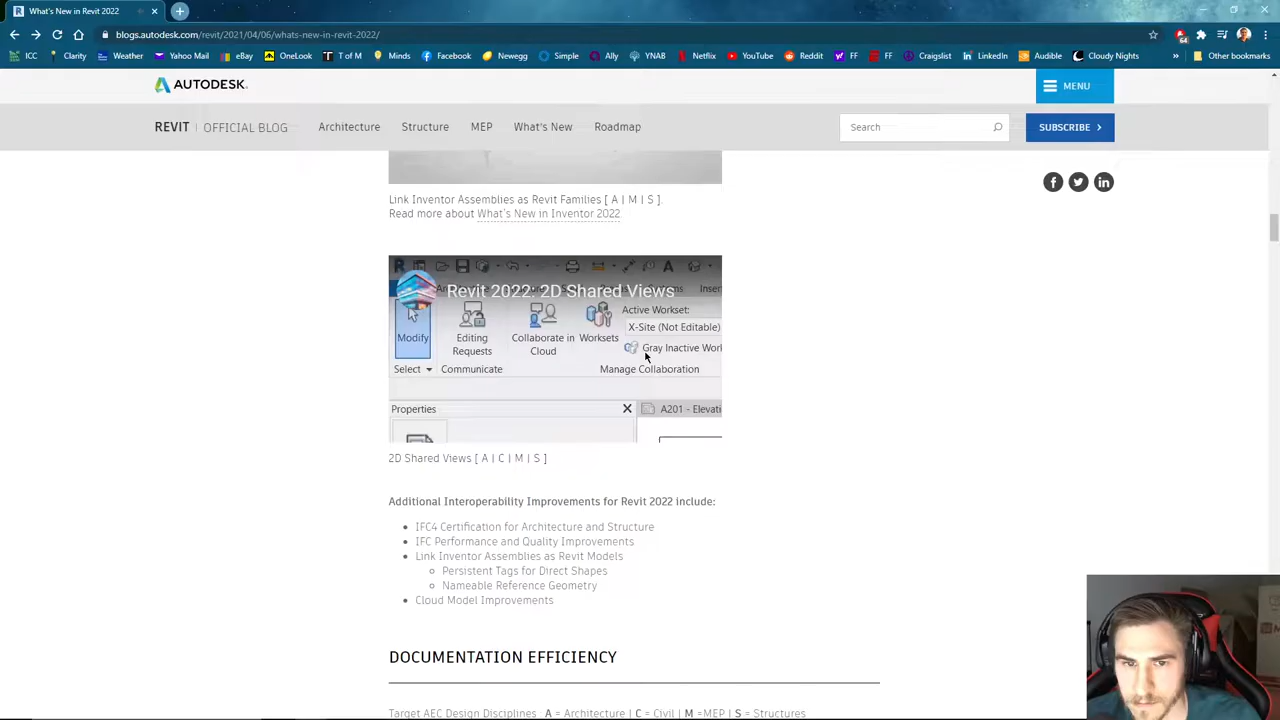 What's New in Revit 2022
blogs.autodesk.com/revit/2021/04/06/whats-new-in-revit-2022/
ICC Clarity Weather Yahoo Mail eBay OneLook T of M Minds Facebook Newegg Simple Ally YNAB Netflix YouTube Reddit FF FF Craigslist LinkedIn Audible Cloudy Nights » Other bookmarks
64
AUTODESK.
MENU
REVIT | OFFICIAL BLOG Architecture Structure MEP What's New Roadmap Search SUBSCRIBE >
Link Inventor Assemblies as Revit Families [ A | M | S ].
Read more about What's New in Inventor 2022
Revit 2022: 2D Shared Views
Active Workset:
X-Site (Not Editable)
Modify Editing Requests Collaborate in Cloud Worksets Gray Inactive Work
Select Communicate Manage Collaboration
Properties A201 - Elevati
2D Shared Views [ A | C | M | S ]
Additional Interoperability Improvements for Revit 2022 include:
IFC4 Certification for Architecture and Structure
IFC Performance and Quality Improvements
Link Inventor Assemblies as Revit Models
Persistent Tags for Direct Shapes
Nameable Reference Geometry
Cloud Model Improvements
DOCUMENTATION EFFICIENCY
Target AEC Design Disciplines A = Architecture | C = Civil | M =MEP | S = Structures